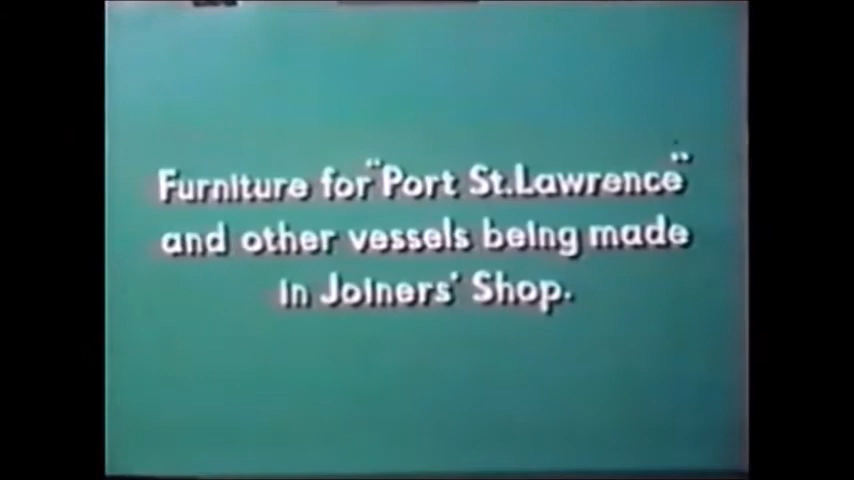 Furniture for "Port St.Lawrence"
and other vessels being made
in Joiners' Shop.